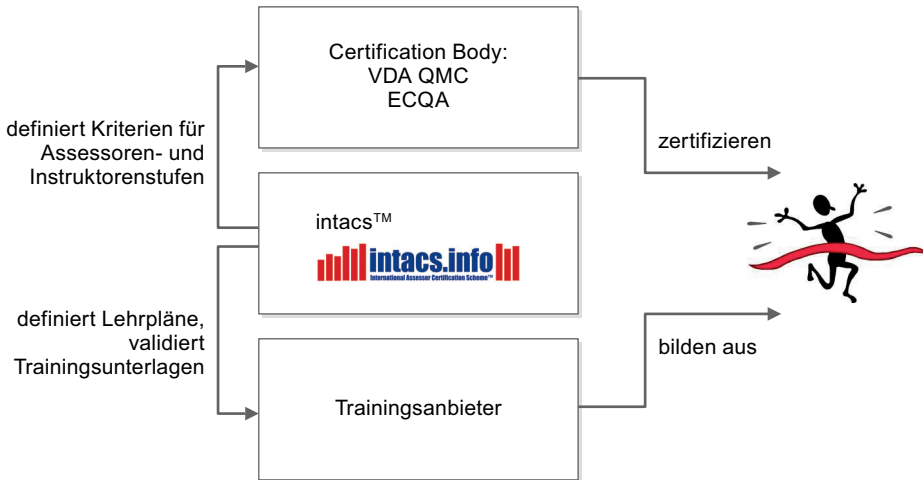 Certification Body:
VDA QMC
ECQA
definiert Kriterien für
Assessoren- und
Instruktorenstufen
zertifizieren
intacs™
intacs.info
International Assessor Certification Scheme™
definiert Lehrpläne,
validiert
Trainingsunterlagen
bilden aus
Trainingsanbieter